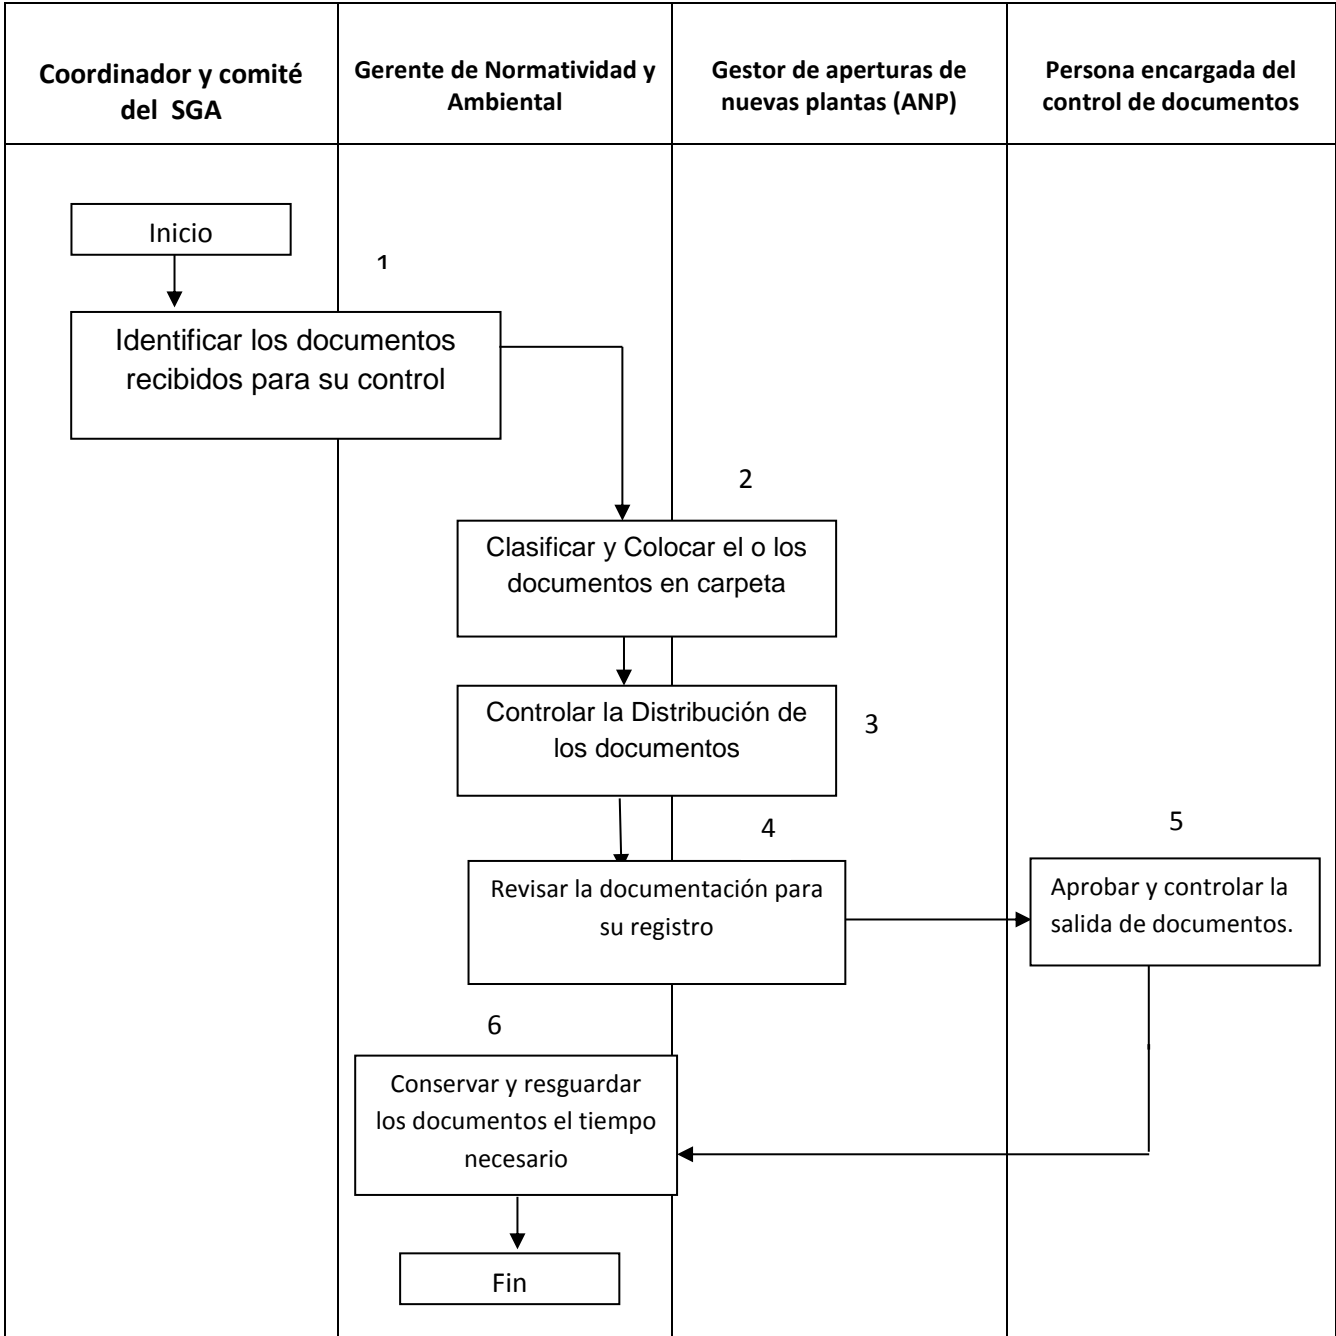 Coordinador y comité
del SGA
Gerente de Normatividad y
Ambiental
Gestor de aperturas de
nuevas plantas (ANP)
Persona encargada del
control de documentos
Inicio
1
Identificar los documentos
recibidos para su control
2
Clasificar y Colocar el o los
documentos en carpeta
Controlar la Distribución de
los documentos
3
4
Revisar la documentación para
su registro
5
Aprobar y controlar la
salida de documentos.
6
Conservar y resguardar
los documentos el tiempo
necesario
Fin